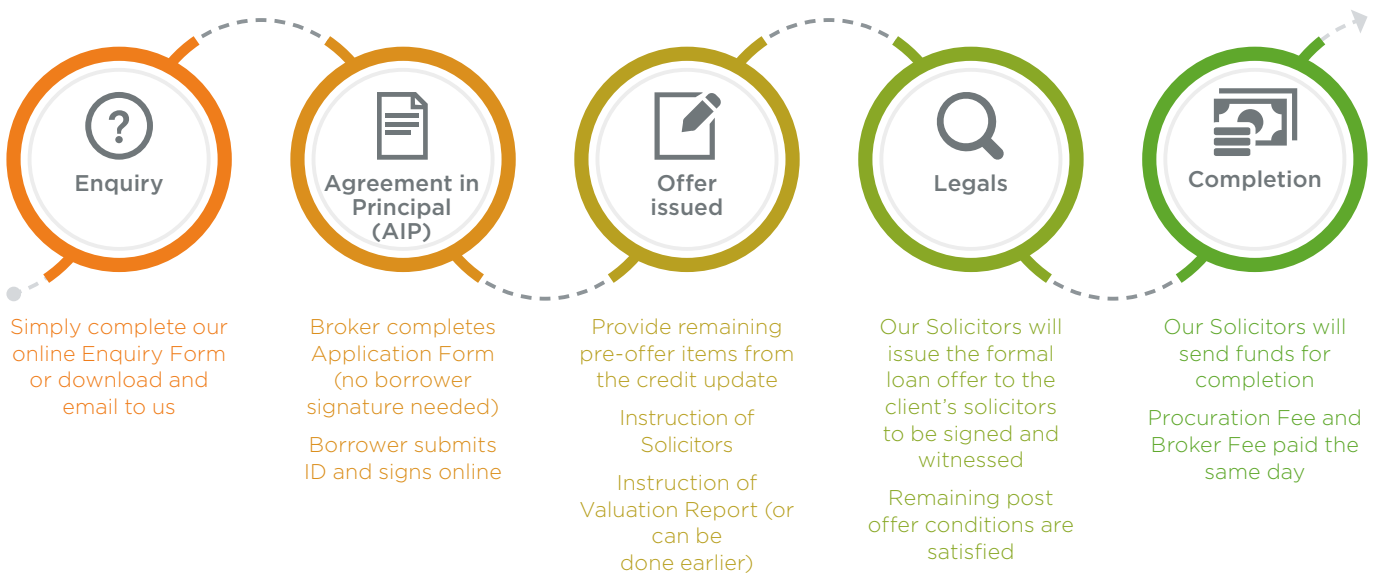 ?
Enquiry
Simply complete our
online Enquiry Form
or download and
email to us
Agreement in
Principal
(AIP)
Broker completes
Application Form
(no borrower
signature needed)
Borrower submits
ID and signs online
Offer
issued
Provide remaining
pre-offer items from
the credit update
Instruction of
Solicitors
Instruction of
Valuation Report (or
can be
done earlier)
Legals
Our Solicitors will
issue the formal
loan offer to the
client’s solicitors
to be signed and
witnessed
Remaining post
offer conditions are
satisfied
Completion
Our Solicitors will
send funds for
completion
Procuration Fee and
Broker Fee paid the
same day